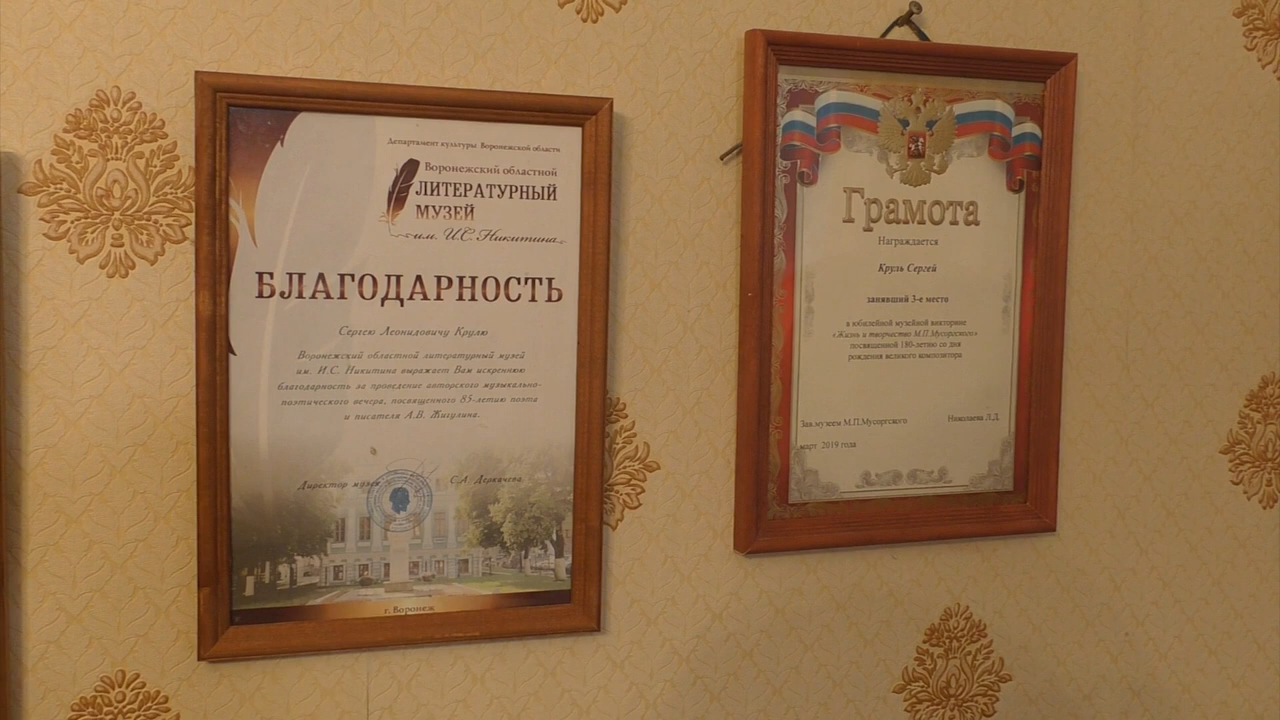 Департамент культуры Воронежской области
Воронежский областной
ЛИТЕРАТУРНЫЙ
МУЗЕЙ
им. И.С. Никитина
БЛАГОДАРНОСТЬ
Сергею Леонидовичу Крулю
Воронежский областной литературный музей
им. И.С. Никитина выражает Вам искреннюю
благодарность за проведение авторского музыкально-
поэтического вечера, посвященного 85-летию поэта
и писателя А.В. Жигулина.
Директор музея С.А. Деркачева
г. Воронеж
Грамота
Награждается
Круль Сергей
занявший 3-е место
в юбилейной музейной викторине
«Жизнь и творчество М.П.Мусоргского»
посвященной 180-летию со дня
рождения великого композитора
Зав.музеем М.П.Мусоргского Николаева Л.Д.
март 2019 года